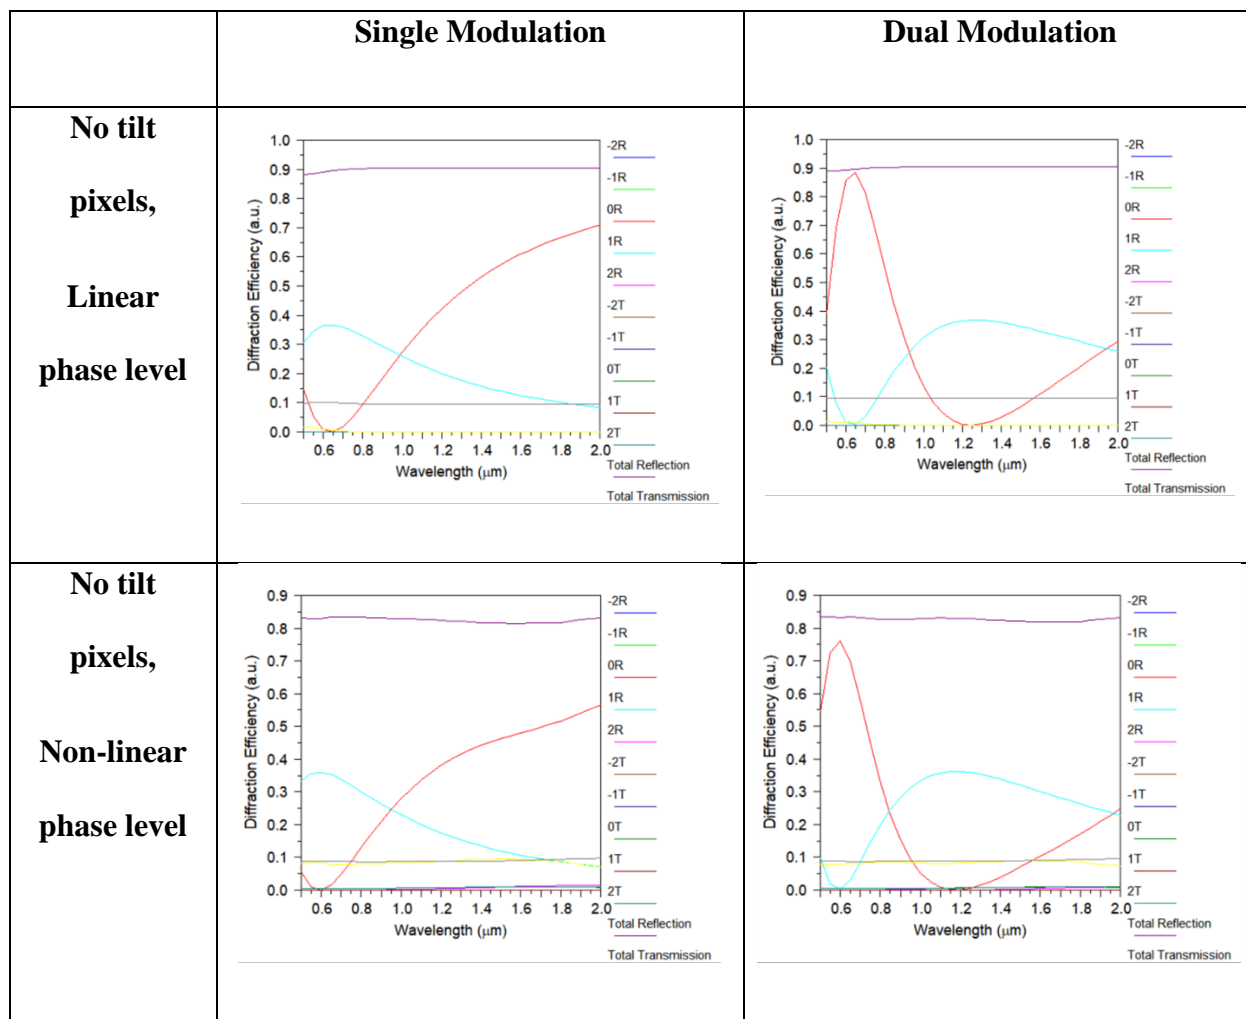 Single Modulation
Dual Modulation
No tilt
pixels,
Linear
phase level
1.0
0.9
0.8
0.7
0.6
0.5
0.4
0.3
0.2
0.1
0.0
Diffraction Efficiency (a.u.)
0.6 0.8 1.0 1.2 1.4 1.6 1.8 2.0
Wavelength (μm)
-2R
-1R
0R
1R
2R
-2T
-1T
0T
1T
2T
Total Reflection
Total Transmission
1.0
0.9
0.8
0.7
0.6
0.5
0.4
0.3
0.2
0.1
0.0
Diffraction Efficiency (a.u.)
0.6 0.8 1.0 1.2 1.4 1.6 1.8 2.0
Wavelength (μm)
-2R
-1R
0R
1R
2R
-2T
-1T
0T
1T
2T
Total Reflection
Total Transmission
No tilt
pixels,
Non-linear
phase level
0.9
0.8
0.7
0.6
0.5
0.4
0.3
0.2
0.1
0.0
Diffraction Efficiency (a.u.)
0.6 0.8 1.0 1.2 1.4 1.6 1.8 2.0
Wavelength (μm)
-2R
-1R
0R
1R
2R
-2T
-1T
0T
1T
2T
Total Reflection
Total Transmission
0.9
0.8
0.7
0.6
0.5
0.4
0.3
0.2
0.1
0.0
Diffraction Efficiency (a.u.)
0.6 0.8 1.0 1.2 1.4 1.6 1.8 2.0
Wavelength (μm)
-2R
-1R
0R
1R
2R
-2T
-1T
0T
1T
2T
Total Reflection
Total Transmission